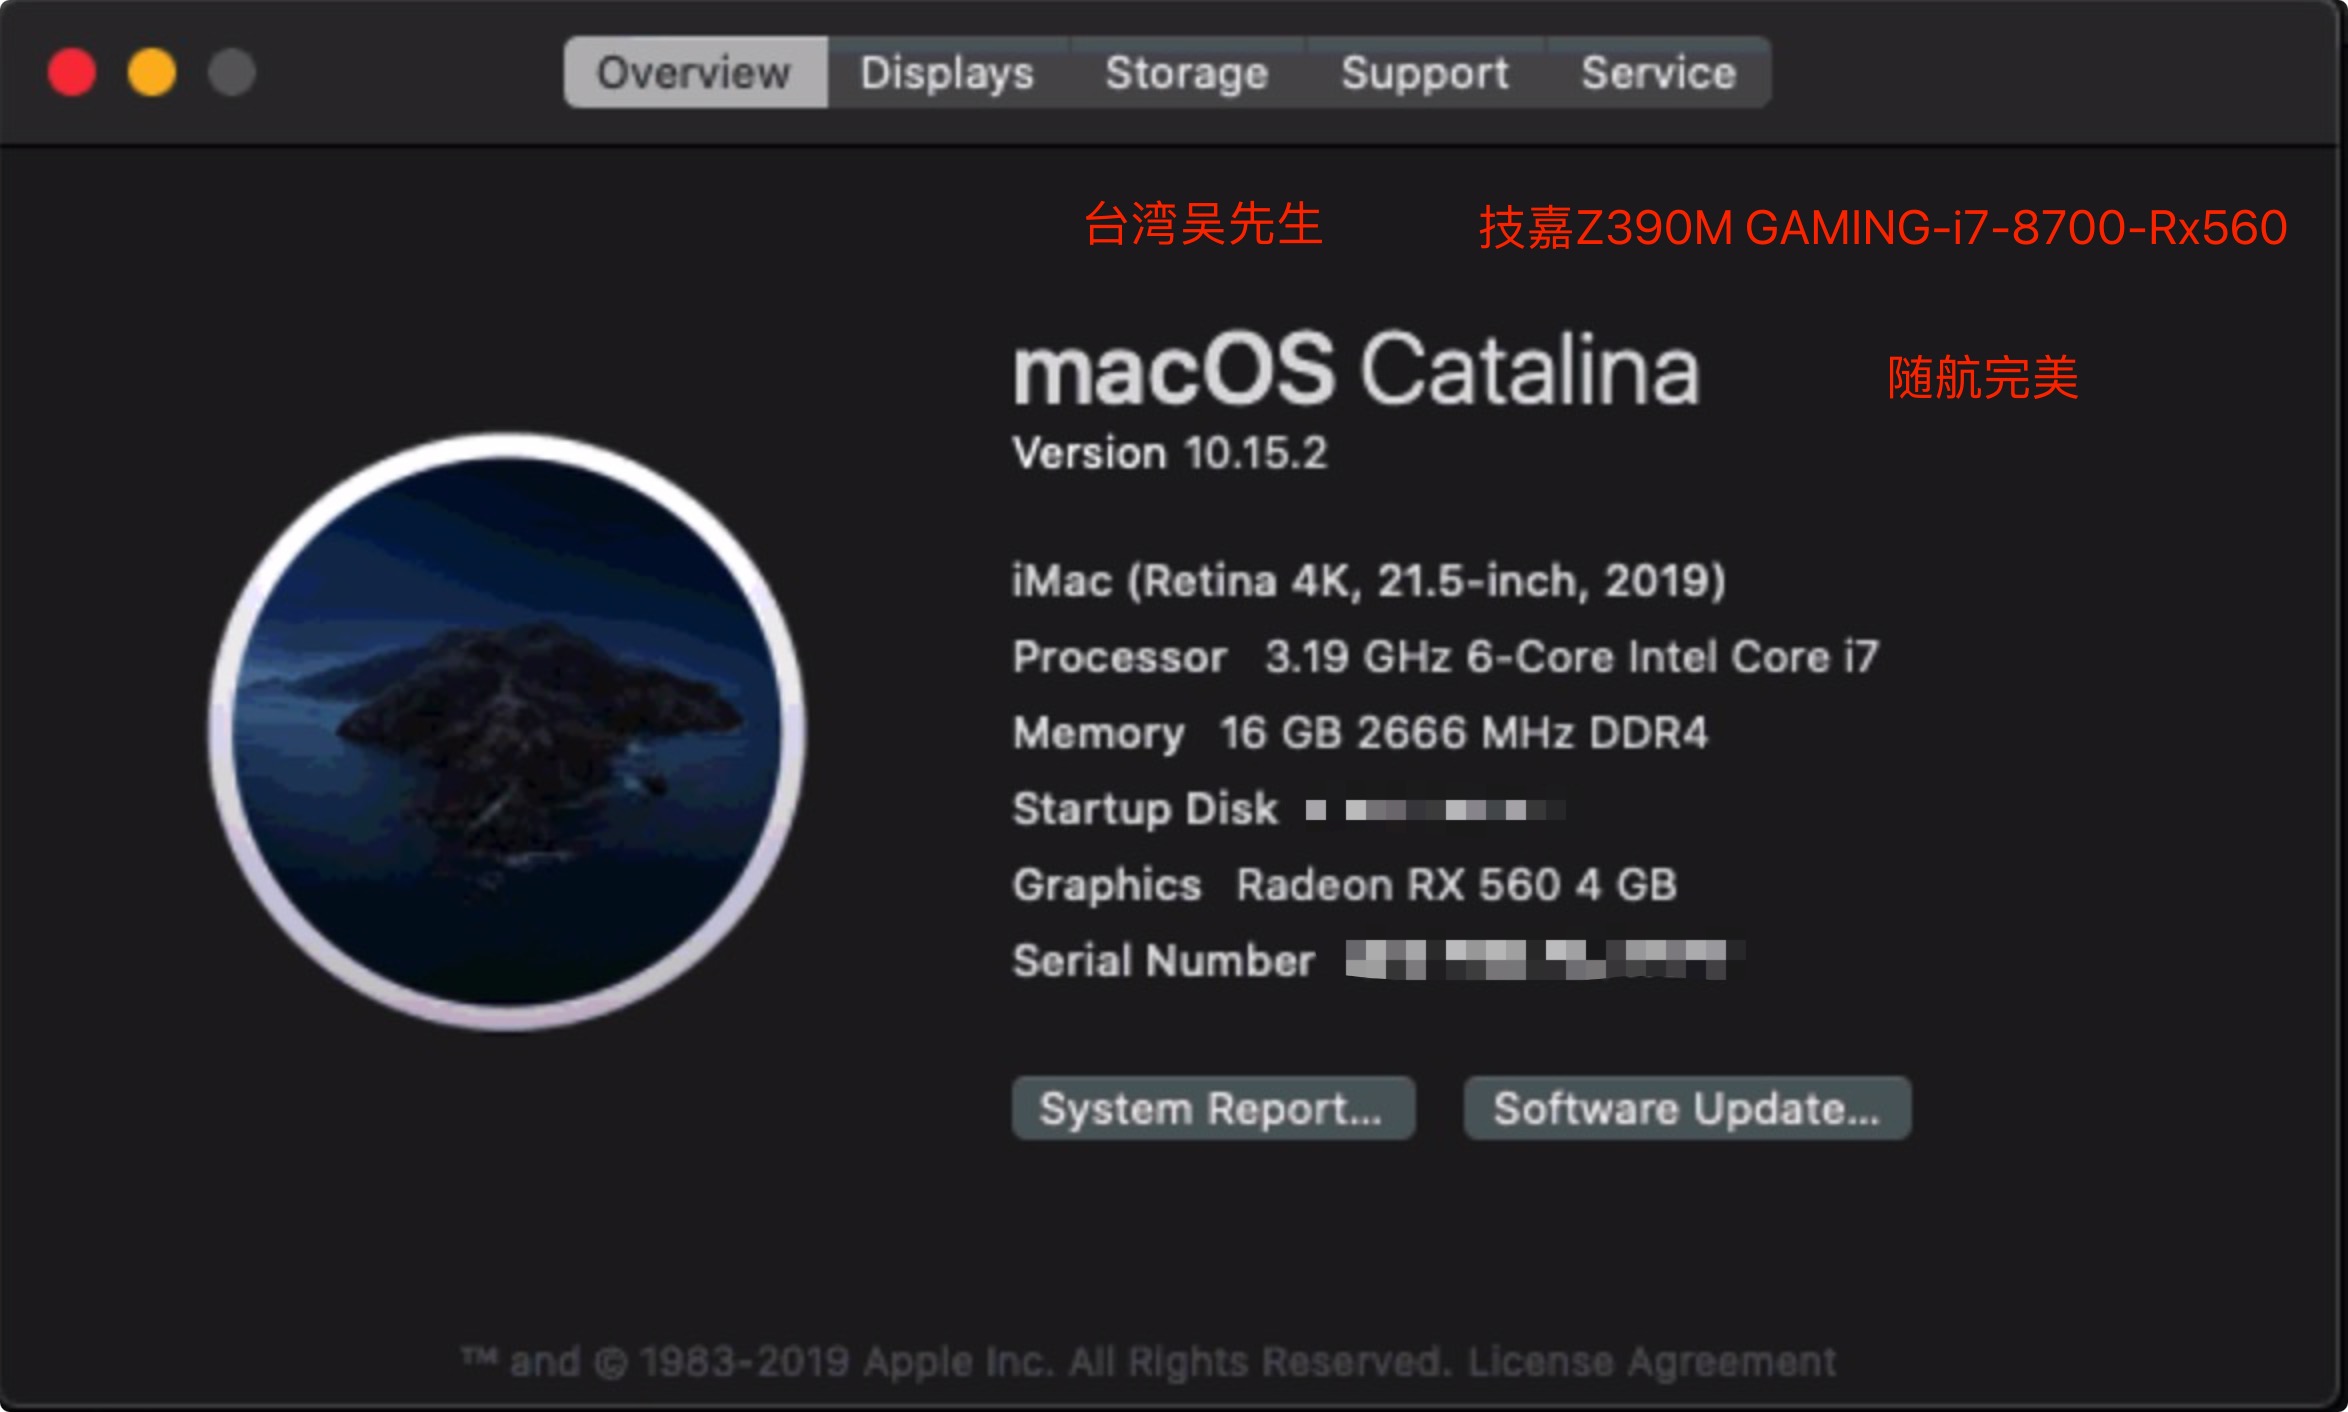 Overview Displays Storage Support Service
台湾吴先生 技嘉Z390M GAMING-i7-8700-Rx560
macOS Catalina 随航完美
Version 10.15.2
iMac (Retina 4K, 21.5-inch, 2019)
Processor 3.19 GHz 6-Core Intel Core i7
Memory 16 GB 2666 MHz DDR4
Startup Disk
Graphics Radeon RX 560 4 GB
Serial Number
System Report... Software Update...
™ and © 1983-2019 Apple Inc. All Rights Reserved. License Agreement